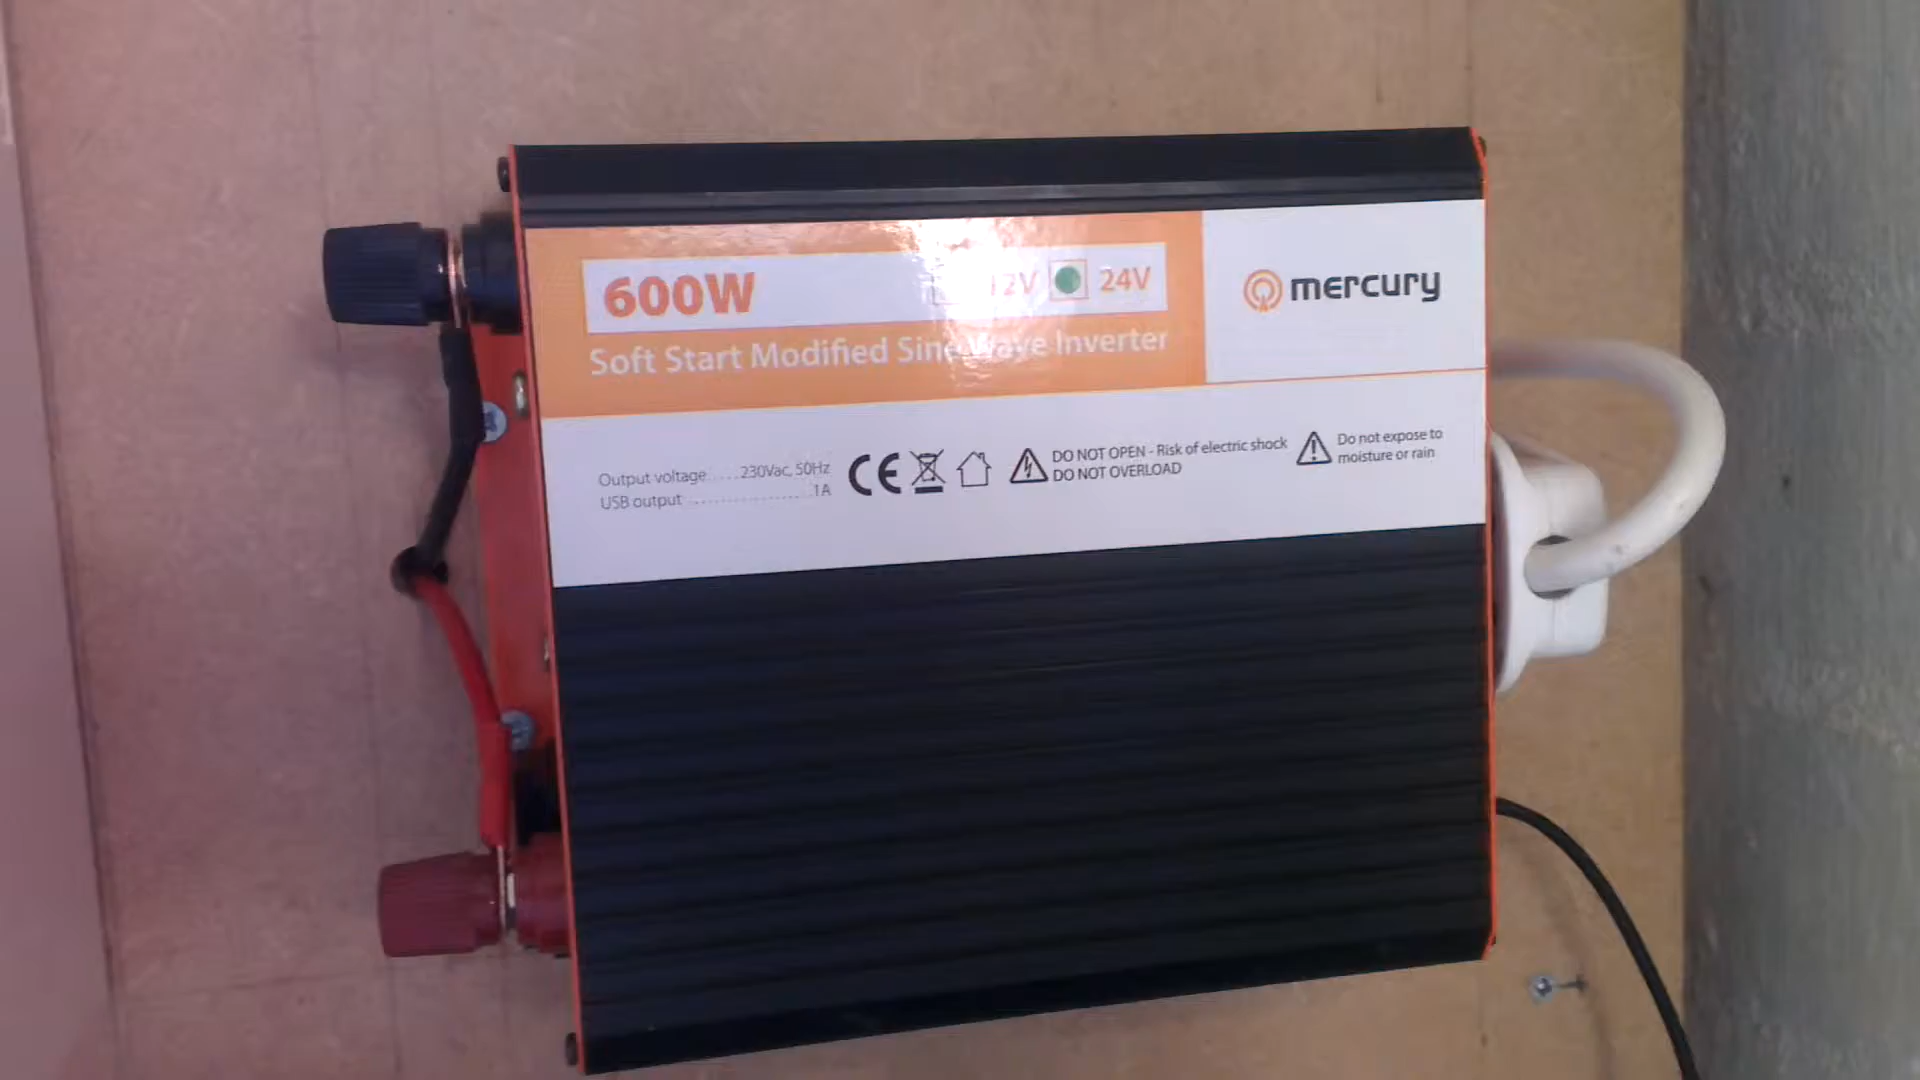 600W
12V 24V
mercury
Soft Start Modified Sine Wave Inverter
Output voltage.....230Vac, 50Hz
USB output ..................1A
CE
DO NOT OPEN - Risk of electric shock
DO NOT OVERLOAD
Do not expose to
moisture or rain